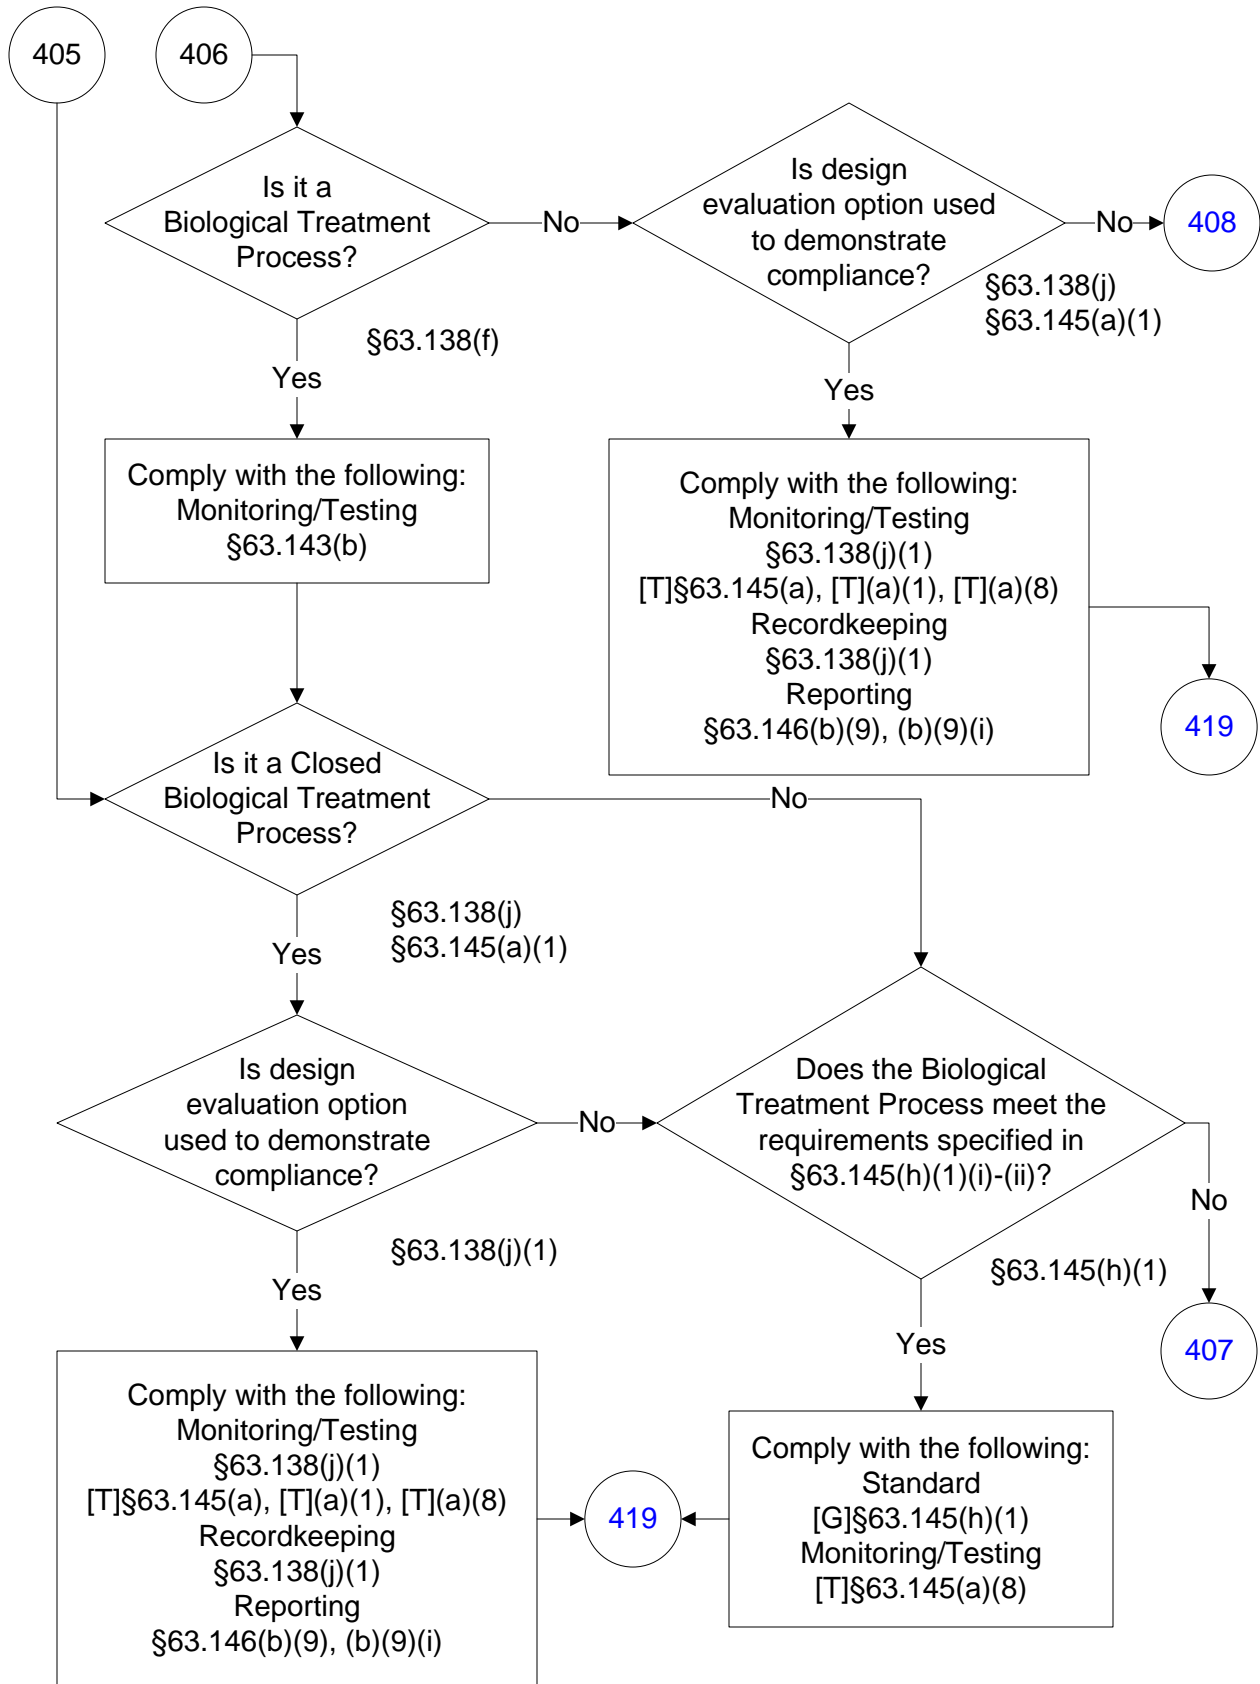 405
406
Is it a
Biological Treatment
Process?
No
Is design
evaluation option used
to demonstrate
compliance?
No
408
§63.138(j)
§63.145(a)(1)
§63.138(f)
Yes
Yes
Comply with the following:
Monitoring/Testing
§63.143(b)
Comply with the following:
Monitoring/Testing
§63.138(j)(1)
[T]§63.145(a), [T](a)(1), [T](a)(8)
Recordkeeping
§63.138(j)(1)
Reporting
§63.146(b)(9), (b)(9)(i)
419
Is it a Closed
Biological Treatment
Process?
No
§63.138(j)
§63.145(a)(1)
Yes
Is design
evaluation option
used to demonstrate
compliance?
No
Does the Biological
Treatment Process meet the
requirements specified in
§63.145(h)(1)(i)-(ii)?
No
§63.138(j)(1)
§63.145(h)(1)
Yes
Yes
407
Comply with the following:
Monitoring/Testing
§63.138(j)(1)
[T]§63.145(a), [T](a)(1), [T](a)(8)
Recordkeeping
§63.138(j)(1)
Reporting
§63.146(b)(9), (b)(9)(i)
419
Comply with the following:
Standard
[G]§63.145(h)(1)
Monitoring/Testing
[T]§63.145(a)(8)